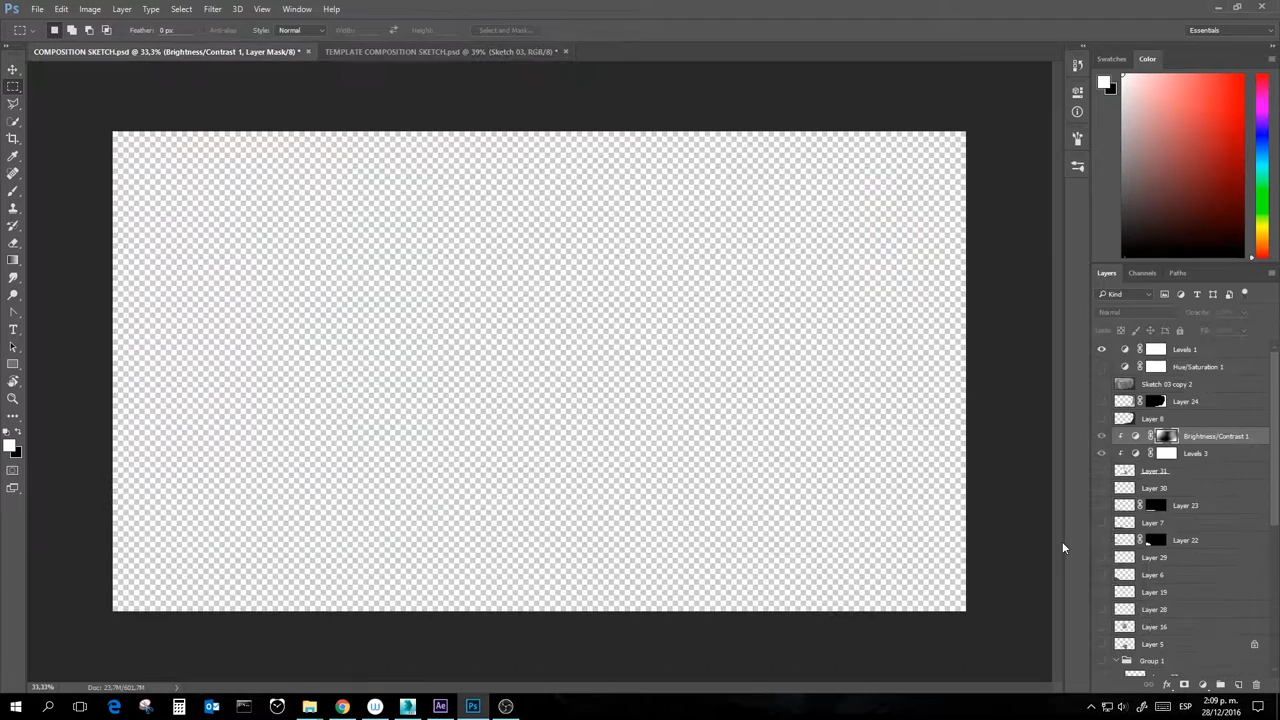 Ps File Edit Image Layer Type Select Filter 3D View Window Help
Feather: 0 px Anti-alias Style: Normal Width: Height: Select and Mask... Essentials
COMPOSITION SKETCH.psd @ 33,3% (Brightness/Contrast 1, Layer Mask/8) * × TEMPLATE COMPOSITION SKETCH.psd @ 39% (Sketch 03, RGB/8) * ×
Swatches Color
Layers Channels Paths
Kind
Normal Opacity:
Lock: Fill:
Levels 1
Hue/Saturation 1
Sketch 03 copy 2
Layer 24
Layer 8
Brightness/Contrast 1
Levels 3
Layer 31
Layer 30
Layer 23
Layer 7
Layer 22
Layer 29
Layer 6
Layer 19
Layer 28
Layer 16
Layer 5
Group 1
33,33% Doc: 23,7M/601,7M
Ae Ps ESP 2:09 p. m.
28/12/2016